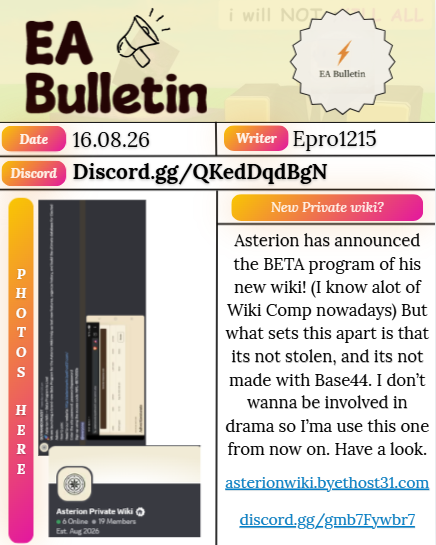 i will NOT
ALL
EA
Bulletin
EA Bulletin
Date
16.08.26
Writer
Epro1215
Discord
Discord.gg/QKedDqdBgN
PHOTOS HERE
New Private wiki?
Asterion has announced
the BETA program of his
new wiki! (I know alot of
Wiki Comp nowadays) But
what sets this apart is that
its not stolen, and its not
made with Base44. I don't
wanna be involved in
drama so I'ma use this one
from now on. Have a look.
asterionwiki.byethost31.com
discord.gg/gmb7Fywbr7
Asterion Private Wiki
6 Online 19 Members
Est. Aug 2026